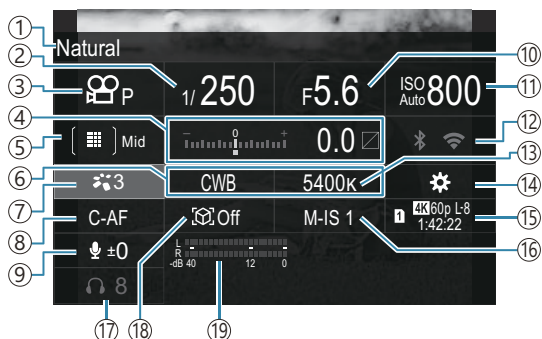 ① Natural
② ③ P 1/250 F5.6 ⑩ ISO Auto 800 ⑪
④ ⑤ Mid − 0 + 0.0 ⑫
⑥ ⑦ 3 CWB 5400K ⑬ ⑭
⑧ C-AF Off M-IS 1 ⑯ 1 4K 60p L-8 ⑮
1:42:22
⑨ ±0 L
R
-dB 40 12 0
8
⑰ ⑱ ⑲